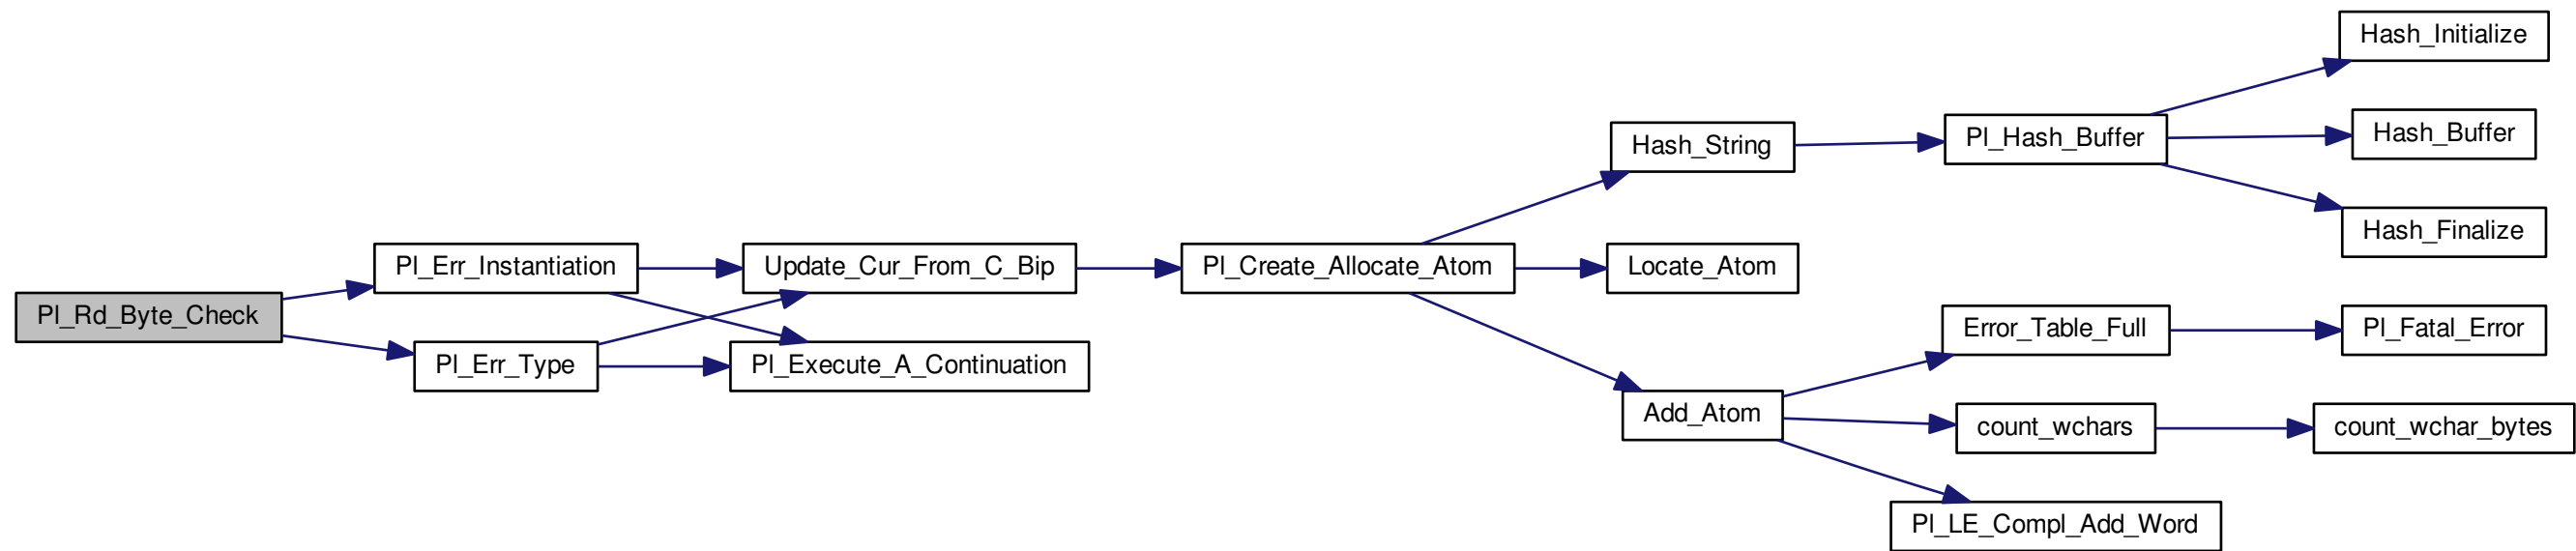 Pl_Rd_Byte_Check
Pl_Err_Instantiation
Pl_Err_Type
Update_Cur_From_C_Bip
Pl_Execute_A_Continuation
Pl_Create_Allocate_Atom
Hash_String
Locate_Atom
Add_Atom
Pl_Hash_Buffer
Error_Table_Full
count_wchars
Pl_LE_Compl_Add_Word
Hash_Initialize
Hash_Buffer
Hash_Finalize
Pl_Fatal_Error
count_wchar_bytes